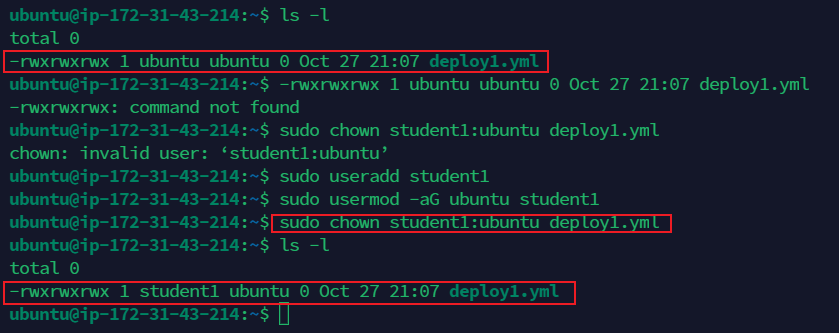 ubuntu@ip-172-31-43-214:~$ ls -l
total 0
-rwxrwxrwx 1 ubuntu ubuntu 0 Oct 27 21:07 deploy1.yml
ubuntu@ip-172-31-43-214:~$ -rwxrwxrwx 1 ubuntu ubuntu 0 Oct 27 21:07 deploy1.yml
-rwxrwxrwx: command not found
ubuntu@ip-172-31-43-214:~$ sudo chown student1:ubuntu deploy1.yml
chown: invalid user: ‘student1:ubuntu’
ubuntu@ip-172-31-43-214:~$ sudo useradd student1
ubuntu@ip-172-31-43-214:~$ sudo usermod -aG ubuntu student1
ubuntu@ip-172-31-43-214:~$ sudo chown student1:ubuntu deploy1.yml
ubuntu@ip-172-31-43-214:~$ ls -l
total 0
-rwxrwxrwx 1 student1 ubuntu 0 Oct 27 21:07 deploy1.yml
ubuntu@ip-172-31-43-214:~$